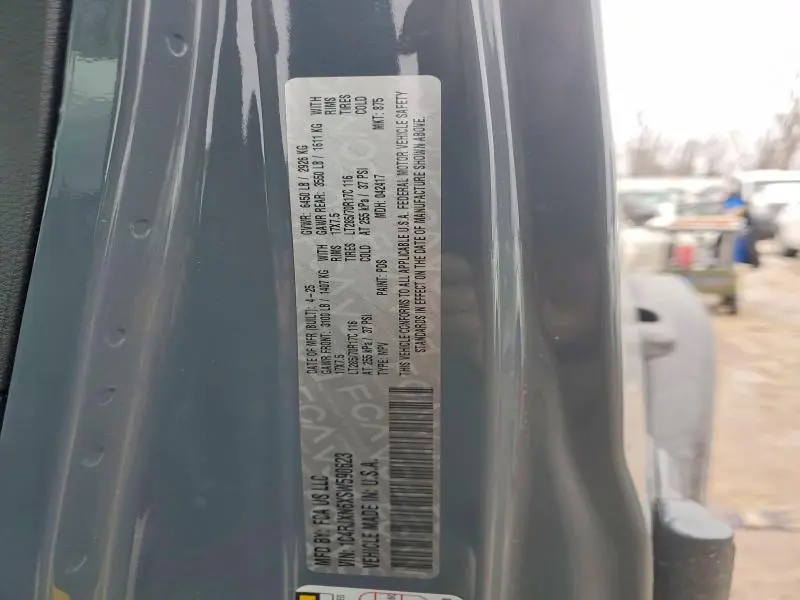 MFD BY: FCA US LLC
VIN: 1C4RJXN6XSW590623
VEHICLE MADE IN: U.S.A.
DATE OF MFR (BUILT): 4-25 GVWR: 6450 LB / 2926 KG
GAWR FRONT: 3100 LB / 1407 KG WITH GAWR REAR: 3550 LB / 1611 KG WITH
17X7.5 RIMS 17X7.5 RIMS
LT285/70R17C 116 TIRES LT285/70R17C 116 TIRES
AT 255 kPa / 37 PSI COLD AT 255 kPa / 37 PSI COLD
TYPE: MPV PAINT: PDS MDH: 042417 MKT: 875
THIS VEHICLE CONFORMS TO ALL APPLICABLE U.S.A. FEDERAL MOTOR VEHICLE SAFETY
STANDARDS IN EFFECT ON THE DATE OF MANUFACTURE SHOWN ABOVE.